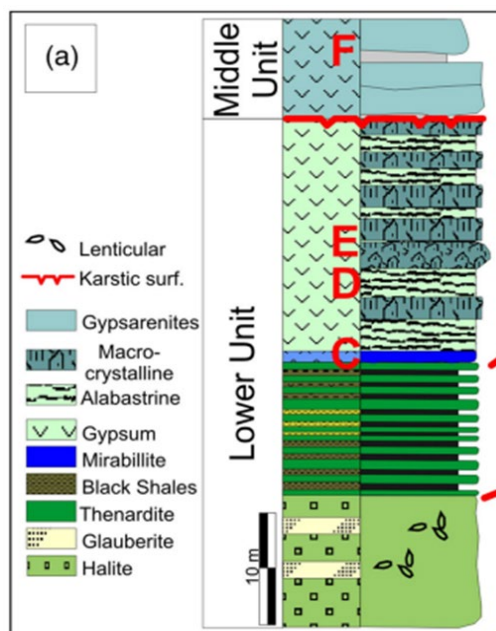 (a)
Middle
Unit
F
E
D
C
Lower Unit
Lenticular
Karstic surf.
Gypsarenites
Macro-
crystalline
Alabastrine
Gypsum
Mirabillite
Black Shales
Thenardite
Glauberite
Halite
10 m